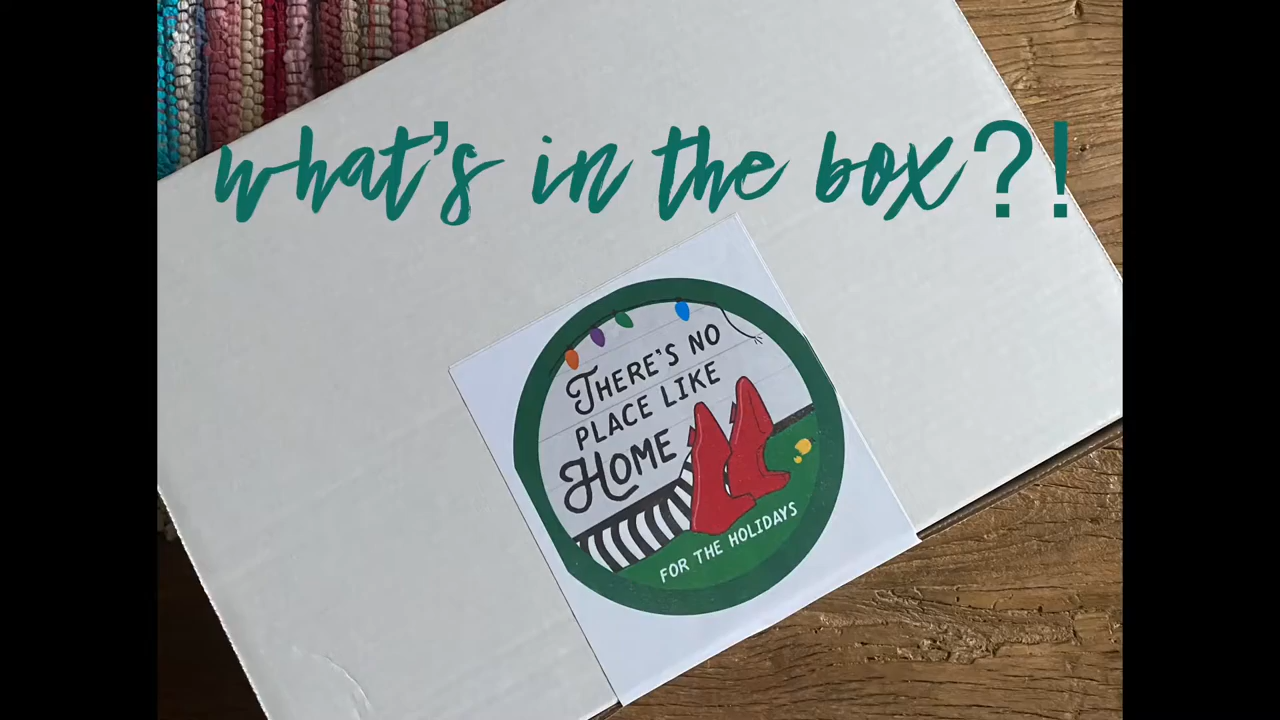 what's in the box?!
THERE'S NO
PLACE LIKE
HOME
FOR THE HOLIDAYS